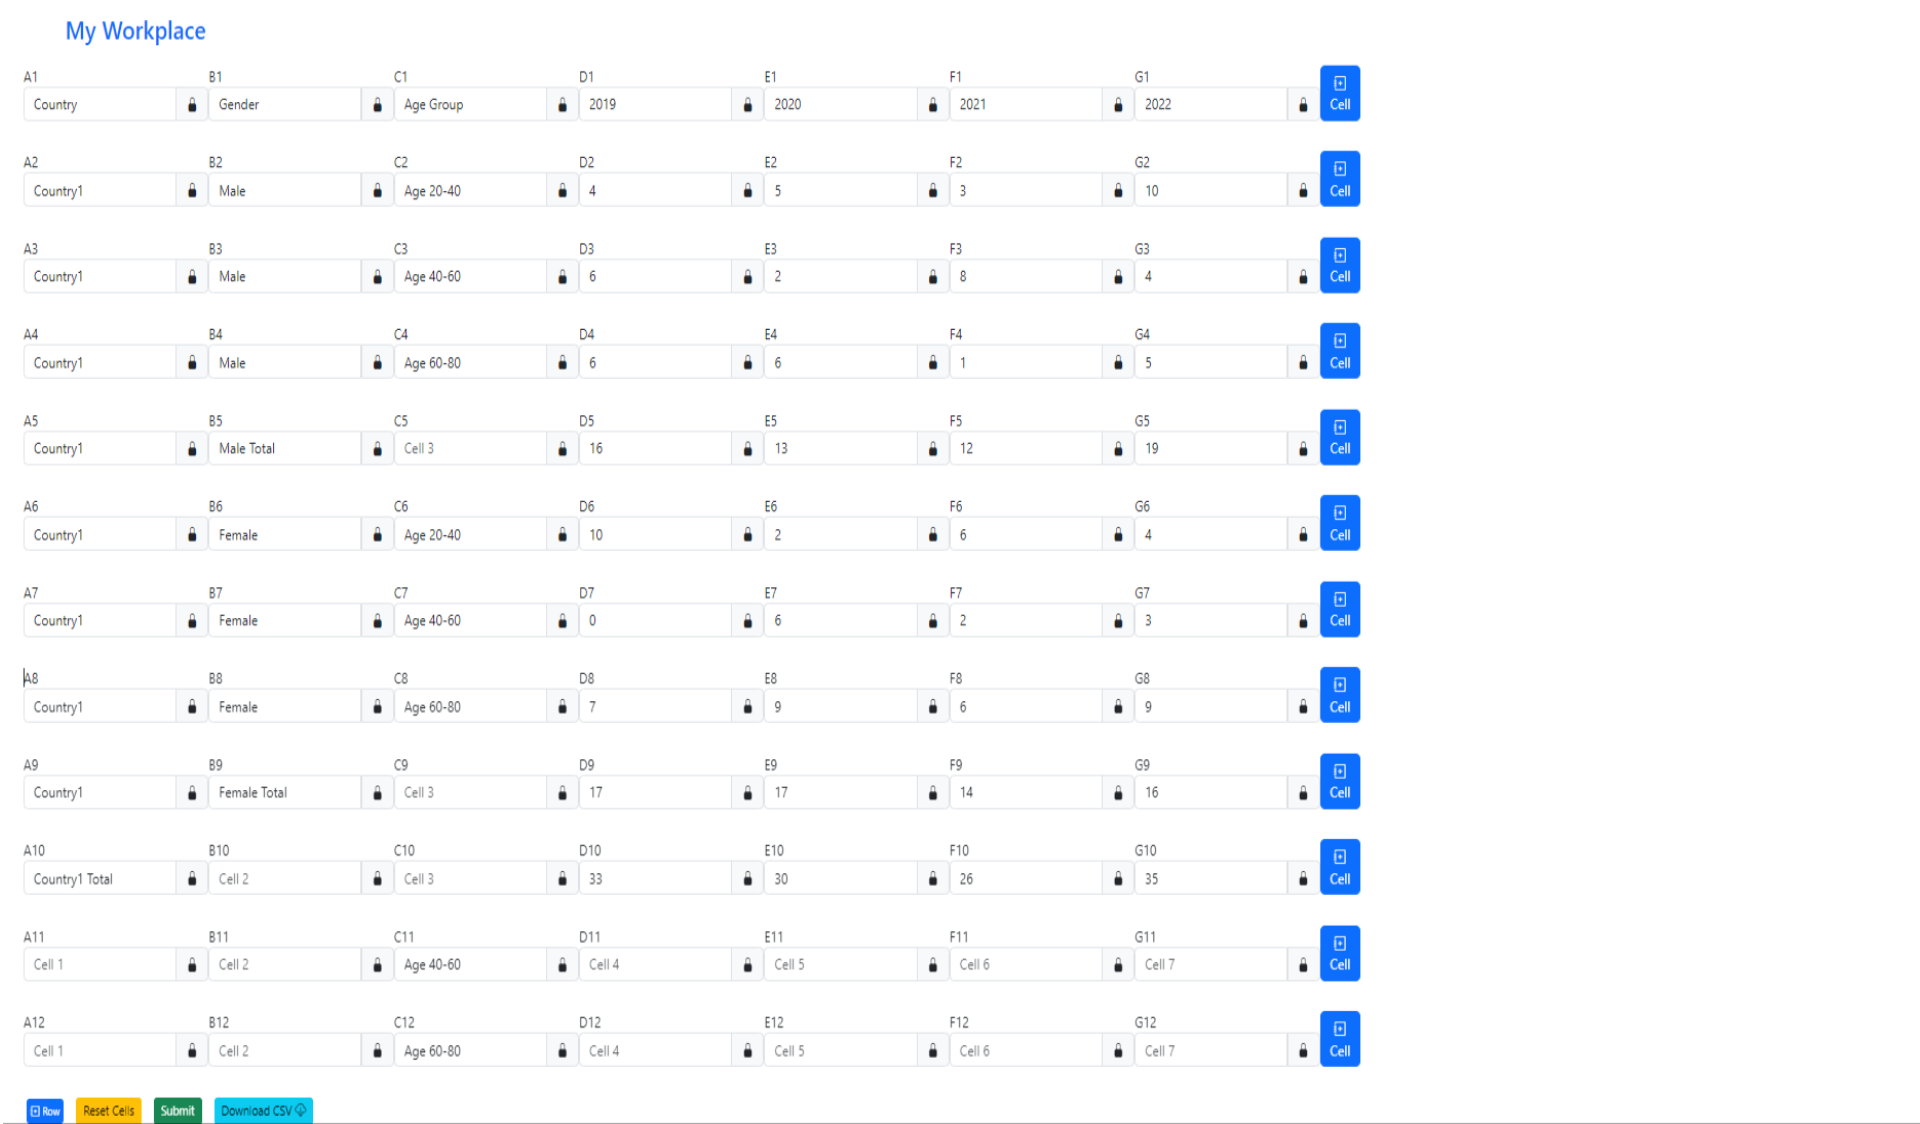 My Workplace
A1 B1 C1 D1 E1 F1 G1
Country Gender Age Group 2019 2020 2021 2022 Cell
A2 B2 C2 D2 E2 F2 G2
Country1 Male Age 20-40 4 5 3 10 Cell
A3 B3 C3 D3 E3 F3 G3
Country1 Male Age 40-60 6 2 8 4 Cell
A4 B4 C4 D4 E4 F4 G4
Country1 Male Age 60-80 6 6 1 5 Cell
A5 B5 C5 D5 E5 F5 G5
Country1 Male Total Cell 3 16 13 12 19 Cell
A6 B6 C6 D6 E6 F6 G6
Country1 Female Age 20-40 10 2 6 4 Cell
A7 B7 C7 D7 E7 F7 G7
Country1 Female Age 40-60 0 6 2 3 Cell
A8 B8 C8 D8 E8 F8 G8
Country1 Female Age 60-80 7 9 6 9 Cell
A9 B9 C9 D9 E9 F9 G9
Country1 Female Total Cell 3 17 17 14 16 Cell
A10 B10 C10 D10 E10 F10 G10
Country1 Total Cell 2 Cell 3 33 30 26 35 Cell
A11 B11 C11 D11 E11 F11 G11
Cell 1 Cell 2 Age 40-60 Cell 4 Cell 5 Cell 6 Cell 7 Cell
A12 B12 C12 D12 E12 F12 G12
Cell 1 Cell 2 Age 60-80 Cell 4 Cell 5 Cell 6 Cell 7 Cell
Row Reset Cells Submit Download CSV